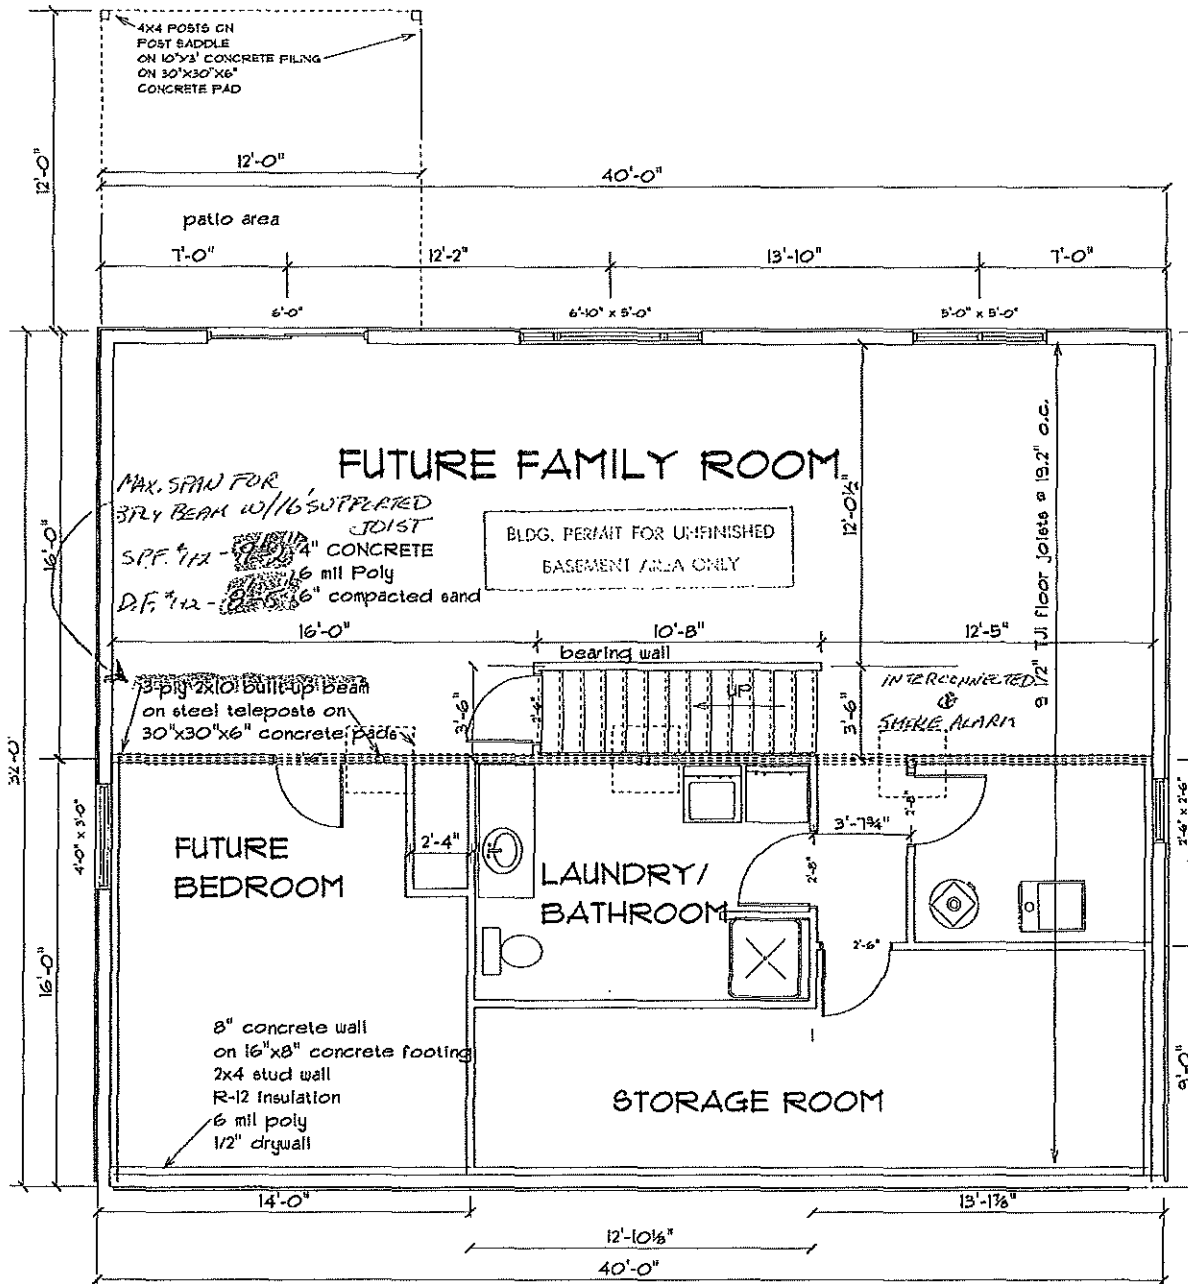 4X4 POSTS ON
POST SADDLE
ON 10"X3' CONCRETE PILING
ON 30"X30"X6"
CONCRETE PAD
12'-0"
12'-0"
40'-0"
patio area
7'-0"
12'-2"
13'-10"
7'-0"
6'-0"
6'-10" x 5'-0"
5'-0" x 5'-0"
FUTURE FAMILY ROOM
12'-0½"
9 1/2" TJI floor joists @ 19.2" o.c.
MAX. SPAN FOR
3PLY BEAM W/16' SUPPORTED
JOIST
SPF. #1+2 -
D.F. #1+2 -
4" CONCRETE
6 mil Poly
6" compacted sand
BLDG. PERMIT FOR UNFINISHED
BASEMENT AREA ONLY
16'-0"
32'-0"
16'-0"
10'-8"
12'-5"
bearing wall
UP
3'-6"
2'-6"
3'-6"
INTERCONNECTED
SMOKE ALARM
3-ply 2x10 built-up beam
on steel teleposts on
30"x30"x6" concrete pads
4'-0" x 3'-0"
2'-6" x 2'-6"
FUTURE
BEDROOM
2'-4"
LAUNDRY/
BATHROOM
3'-7¾"
2'-8"
2'-8"
2'-6"
16'-0"
8" concrete wall
on 16"x8" concrete footing
2x4 stud wall
R-12 insulation
6 mil poly
1/2" drywall
STORAGE ROOM
9'-0"
14'-0"
13'-1⅞"
12'-10⅛"
40'-0"